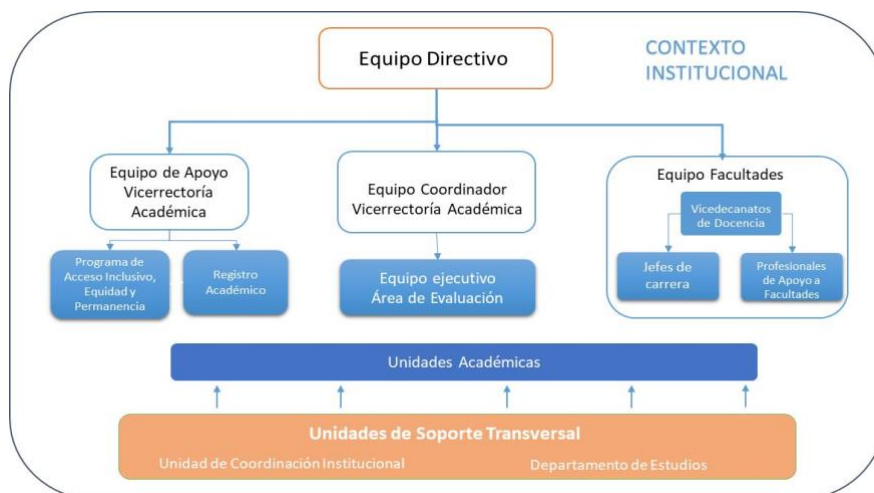 Equipo Directivo
CONTEXTO
INSTITUCIONAL
Equipo de Apoyo
Vicerrectoría
Académica
Equipo Coordinador
Vicerrectoría Académica
Equipo Facultades
Vicedecanatos
de Docencia
Programa de
Acceso Inclusivo,
Equidad y
Permanencia
Registro
Académico
Equipo ejecutivo
Área de Evaluación
Jefes de
carrera
Profesionales
de Apoyo a
Facultades
Unidades Académicas
Unidades de Soporte Transversal
Unidad de Coordinación Institucional
Departamento de Estudios